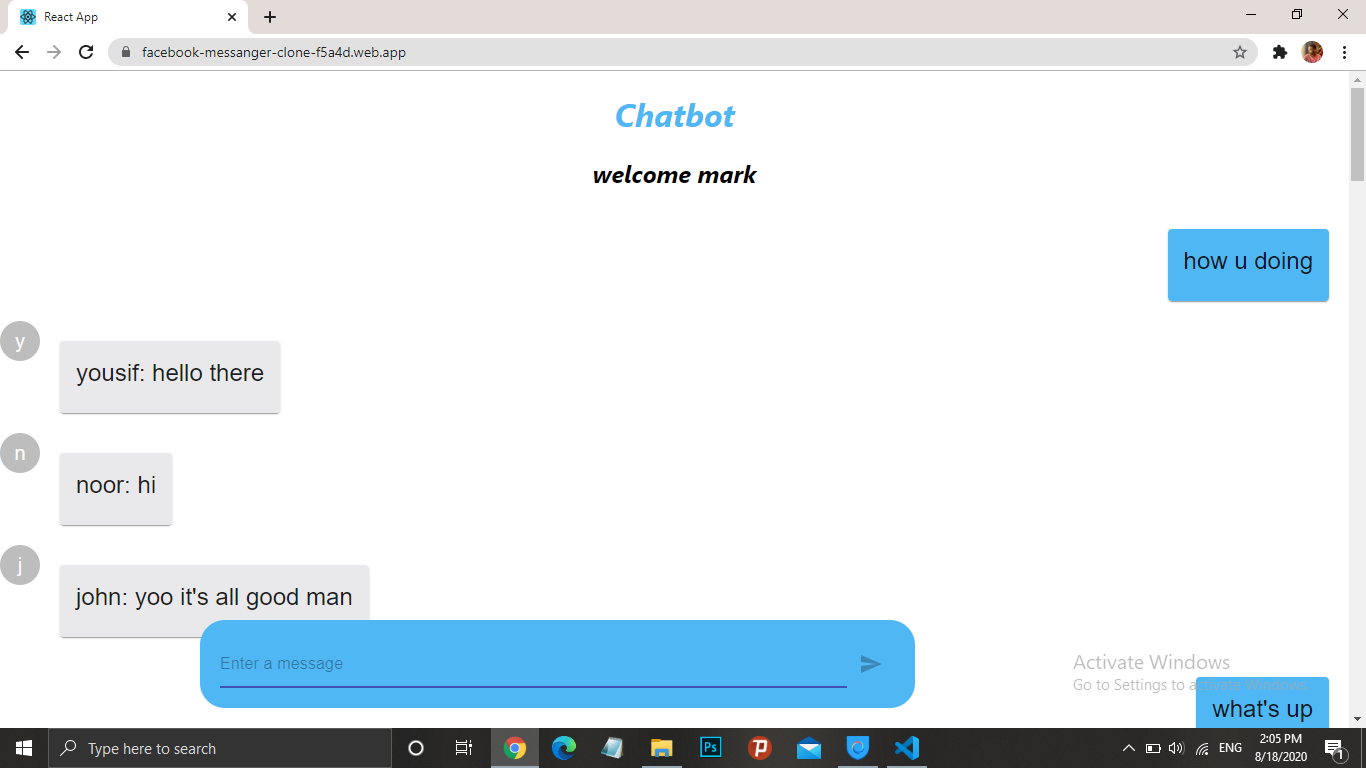 React App
facebook-messanger-clone-f5a4d.web.app
Chatbot
welcome mark
how u doing
y
yousif: hello there
n
noor: hi
j
john: yoo it's all good man
Enter a message
Activate Windows
Go to Settings to activate Windows.
what's up
Type here to search
Ps
ENG
2:05 PM
8/18/2020
1